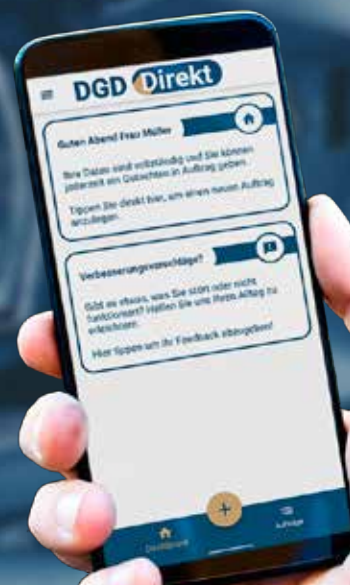 DGD Direkt
Guten Abend Frau Müller
Ihre Daten sind vollständig und Sie können
jederzeit ein Gutachten in Auftrag geben.
Tippen Sie direkt hier, um einen neuen Auftrag
anzulegen.
Verbesserungsvorschläge?
Gibt es etwas, was Sie stört oder nicht
funktioniert? Helfen Sie uns Ihren Alltag zu
erleichtern.
Hier tippen um Ihr Feedback abzugeben!
Dashboard
Aufträge